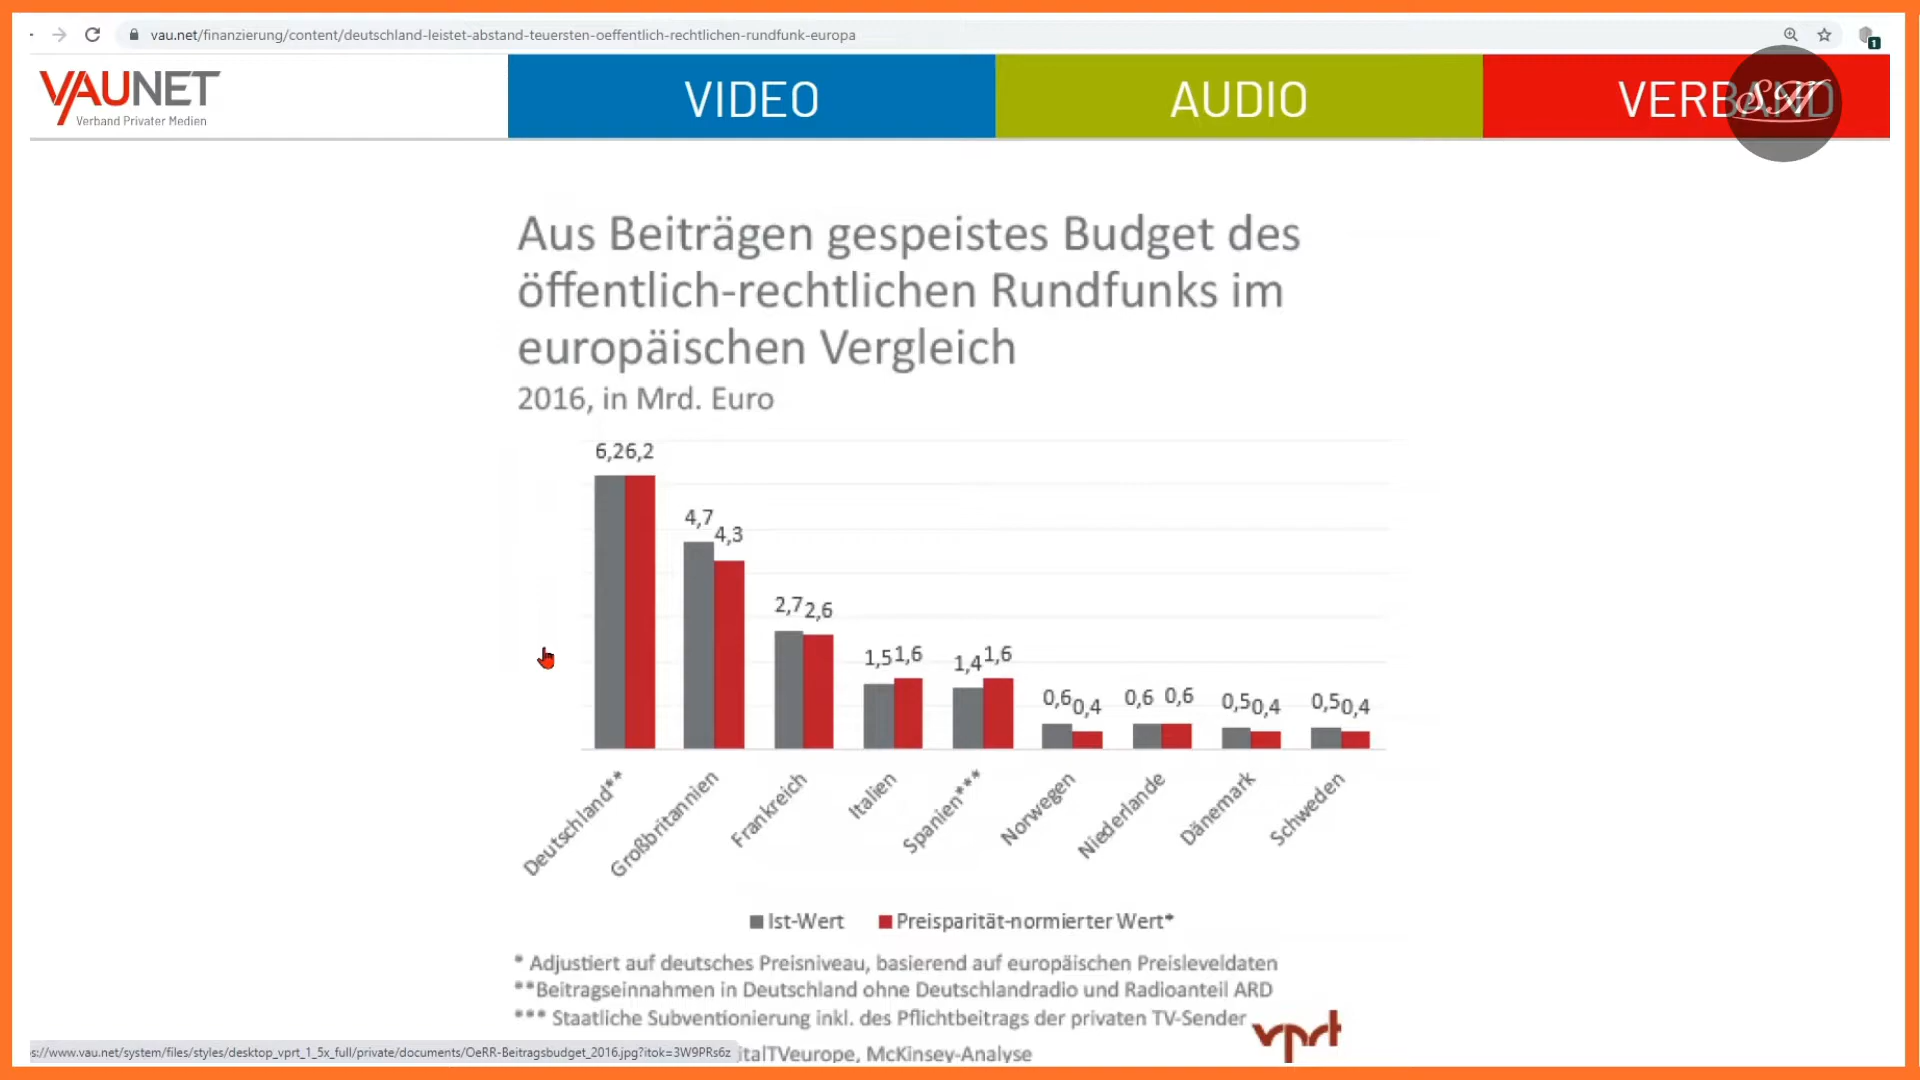 vau.net/finanzierung/content/deutschland-leistet-abstand-teuersten-oeffentlich-rechtlichen-rundfunk-europa
1
VAUNET
Verband Privater Medien
VIDEO
AUDIO
VERBAND
S.H
Aus Beiträgen gespeistes Budget des
öffentlich-rechtlichen Rundfunks im
europäischen Vergleich
2016, in Mrd. Euro
6,2 6,2
4,7 4,3
2,7 2,6
1,5 1,6
1,4 1,6
0,6 0,4
0,6 0,6
0,5 0,4
0,5 0,4
Deutschland**
Großbritannien
Frankreich
Italien
Spanien***
Norwegen
Niederlande
Dänemark
Schweden
Ist-Wert Preisparität-normierter Wert*
* Adjustiert auf deutsches Preisniveau, basierend auf europäischen Preisleveldaten
**Beitragseinnahmen in Deutschland ohne Deutschlandradio und Radioanteil ARD
*** Staatliche Subventionierung inkl. des Pflichtbeitrags der privaten TV-Sender
vprt
s://www.vau.net/system/files/styles/desktop_vprt_1_5x_full/private/documents/OeRR-Beitragsbudget_2016.jpg?itok=3W9PRs6z
italTVeurope, McKinsey-Analyse